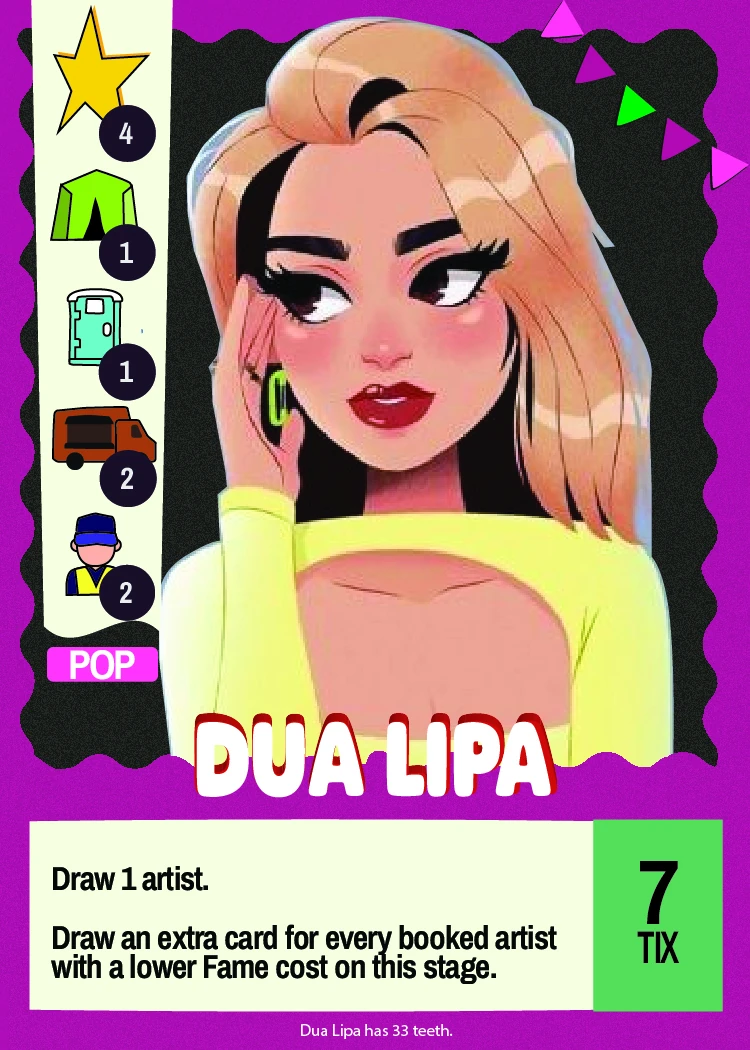 4
1
1
2
2
POP
DUA LIPA
Draw 1 artist.
Draw an extra card for every booked artist
with a lower Fame cost on this stage.
7
TIX
Dua Lipa has 33 teeth.